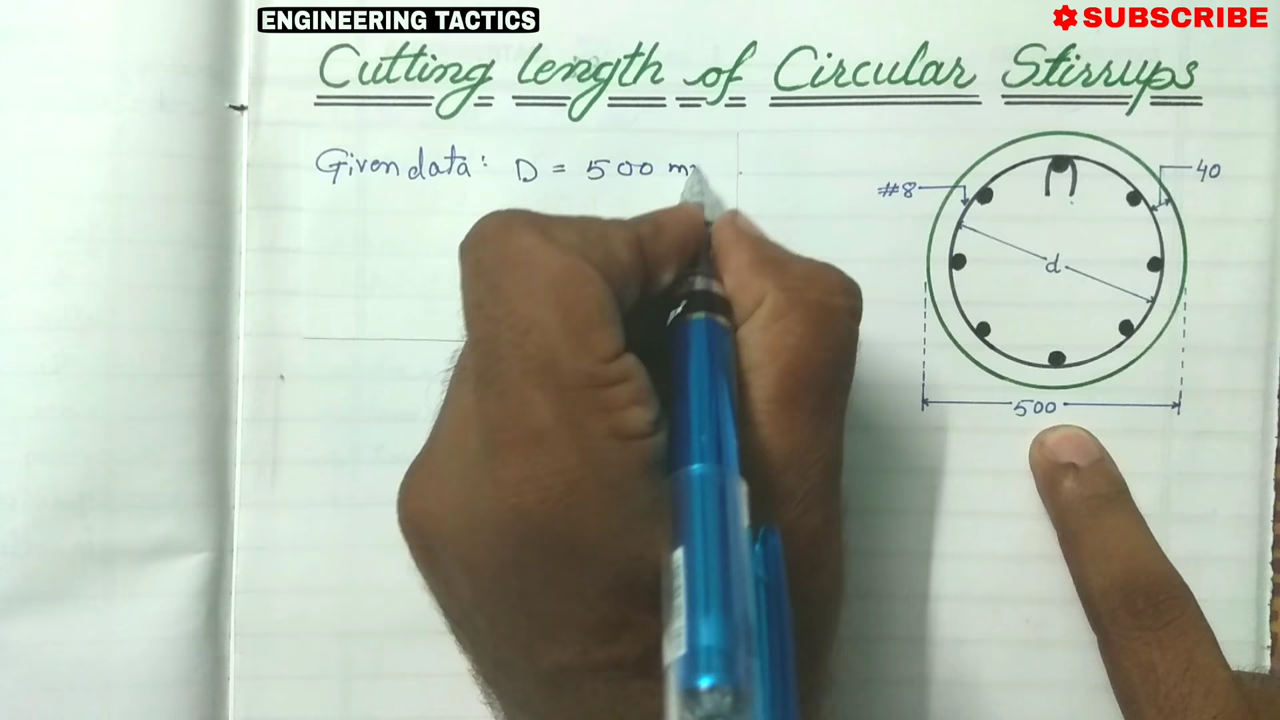 ENGINEERING TACTICS
SUBSCRIBE
Cutting length of Circular Stirrups
Given data: D = 500 m
#8
40
d
500